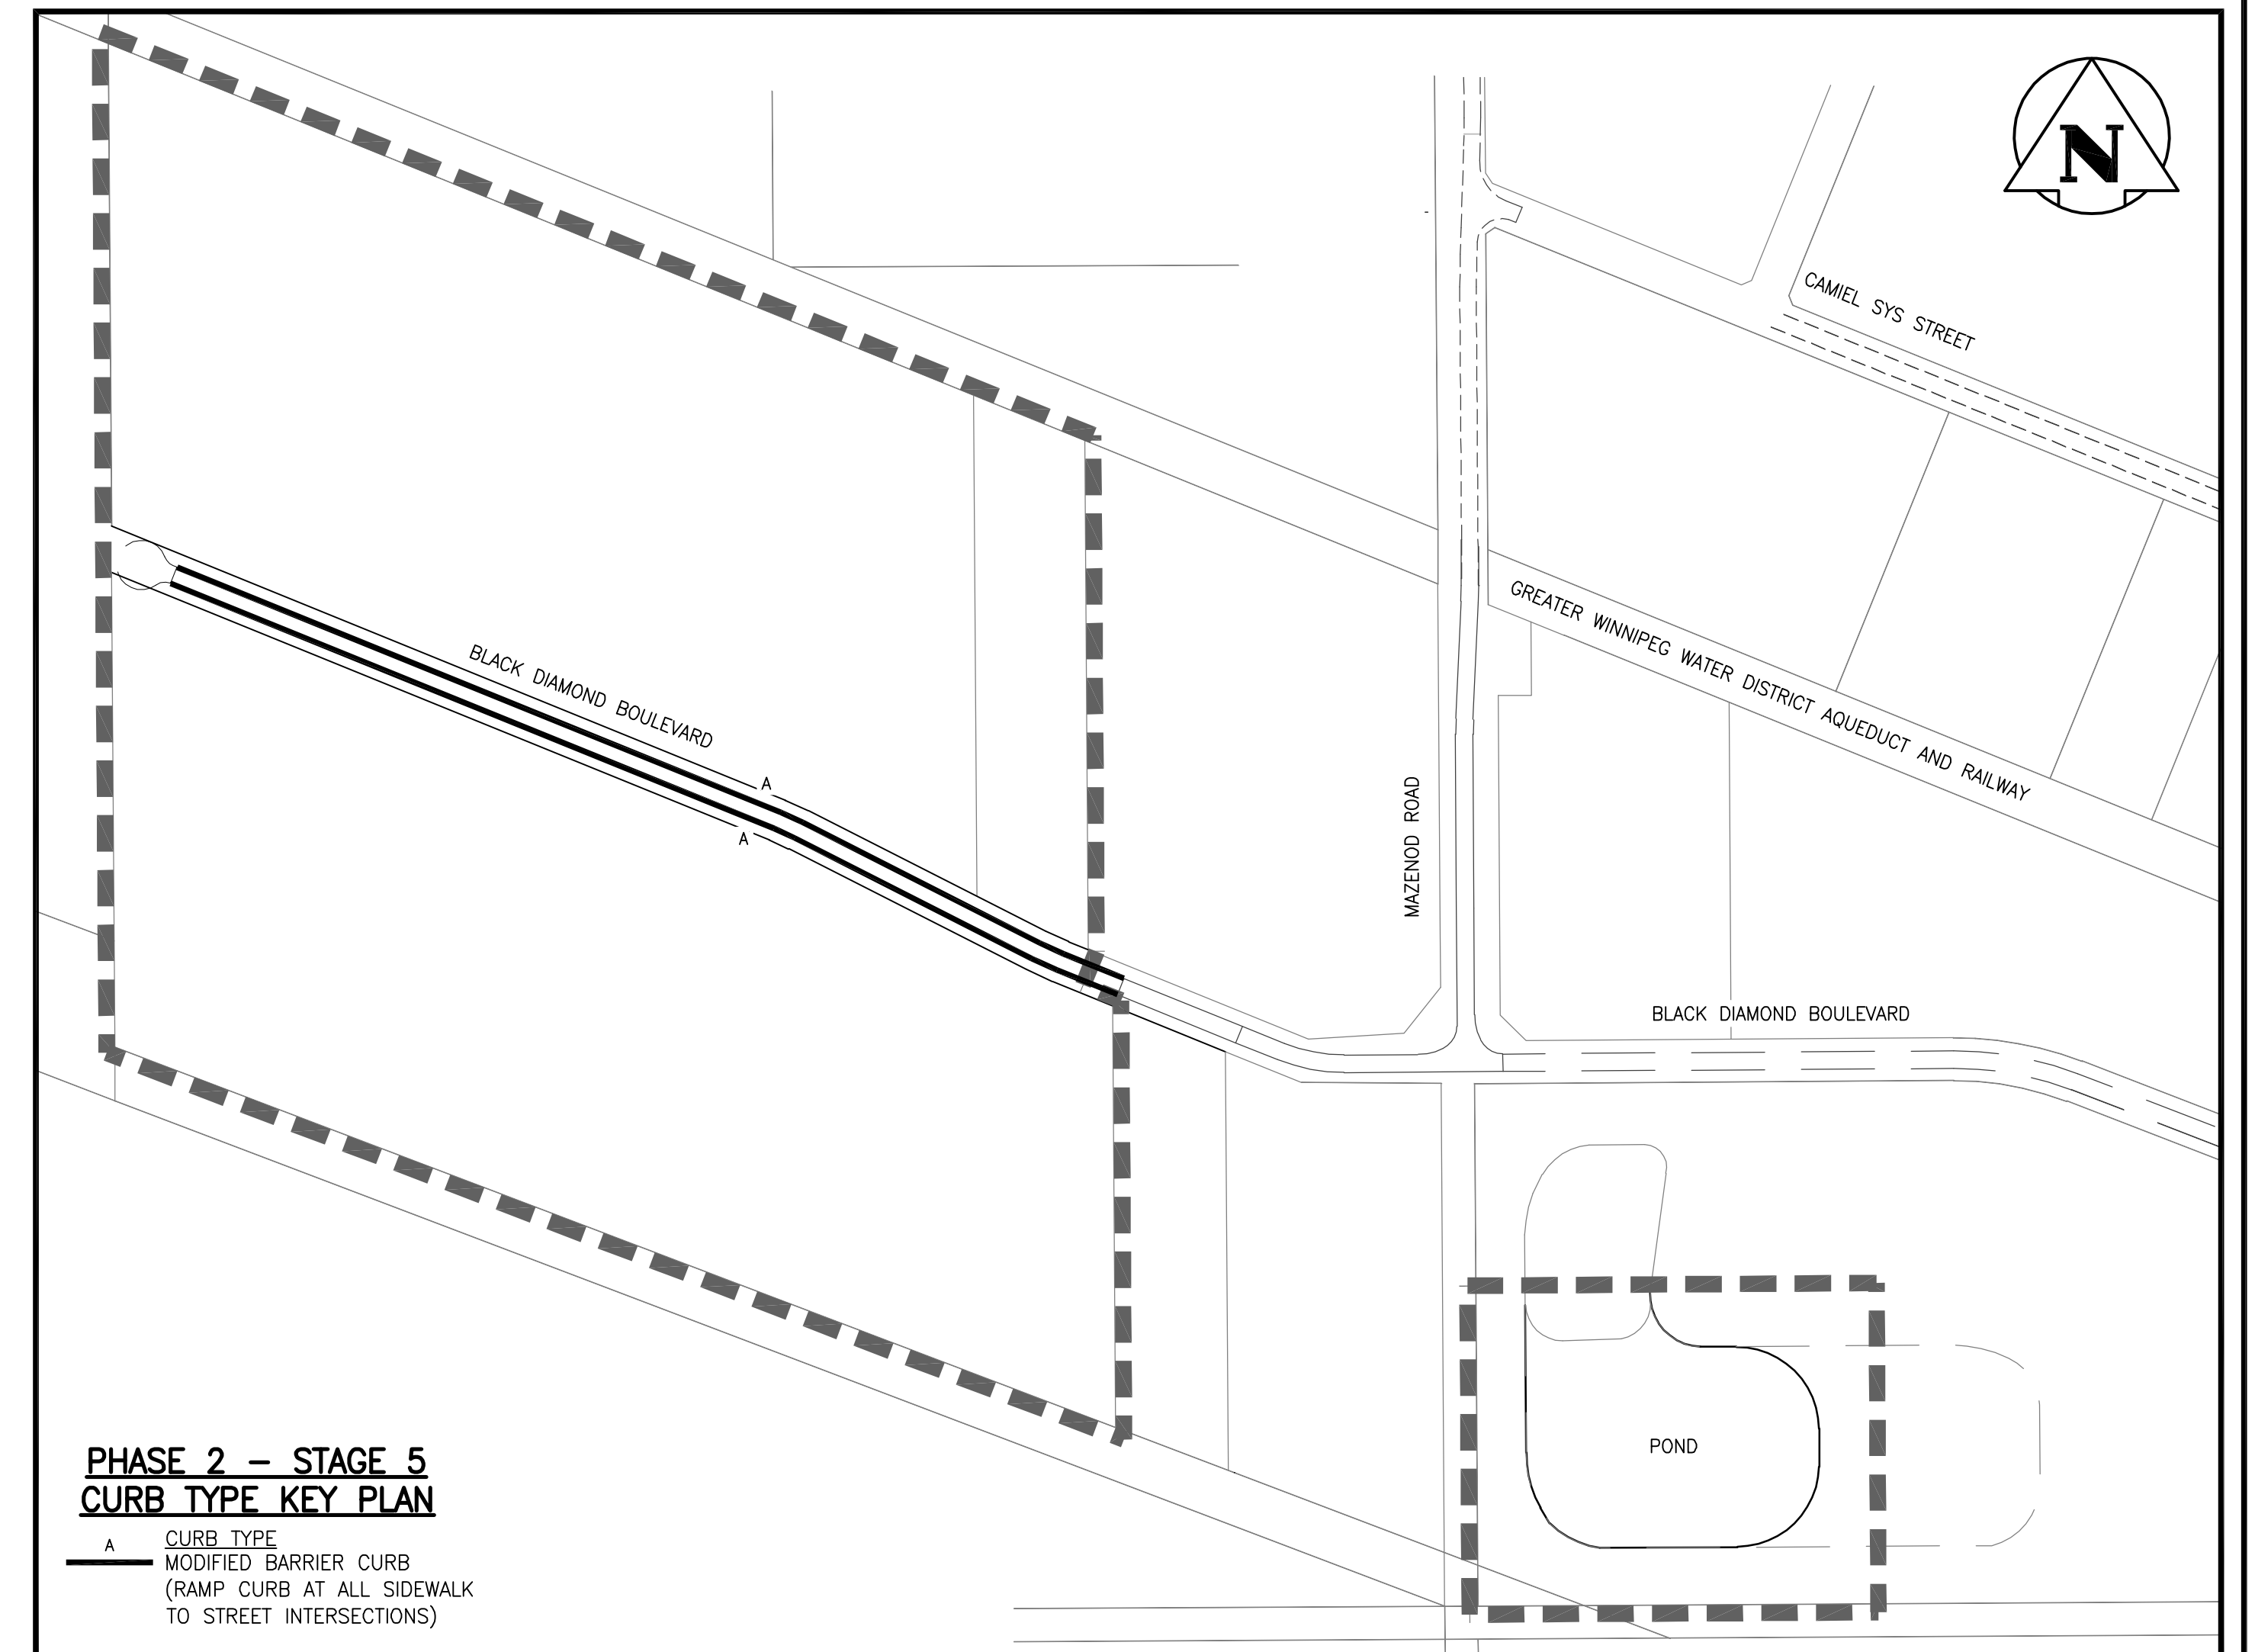 N
CAMIEL SYS STREET
GREATER WINNIPEG WATER DISTRICT AQUEDUCT AND RAILWAY
BLACK DIAMOND BOULEVARD
A
A
MAZENOD ROAD
BLACK DIAMOND BOULEVARD
POND
PHASE 2 - STAGE 5
CURB TYPE KEY PLAN
A
CURB TYPE
MODIFIED BARRIER CURB
(RAMP CURB AT ALL SIDEWALK
TO STREET INTERSECTIONS)